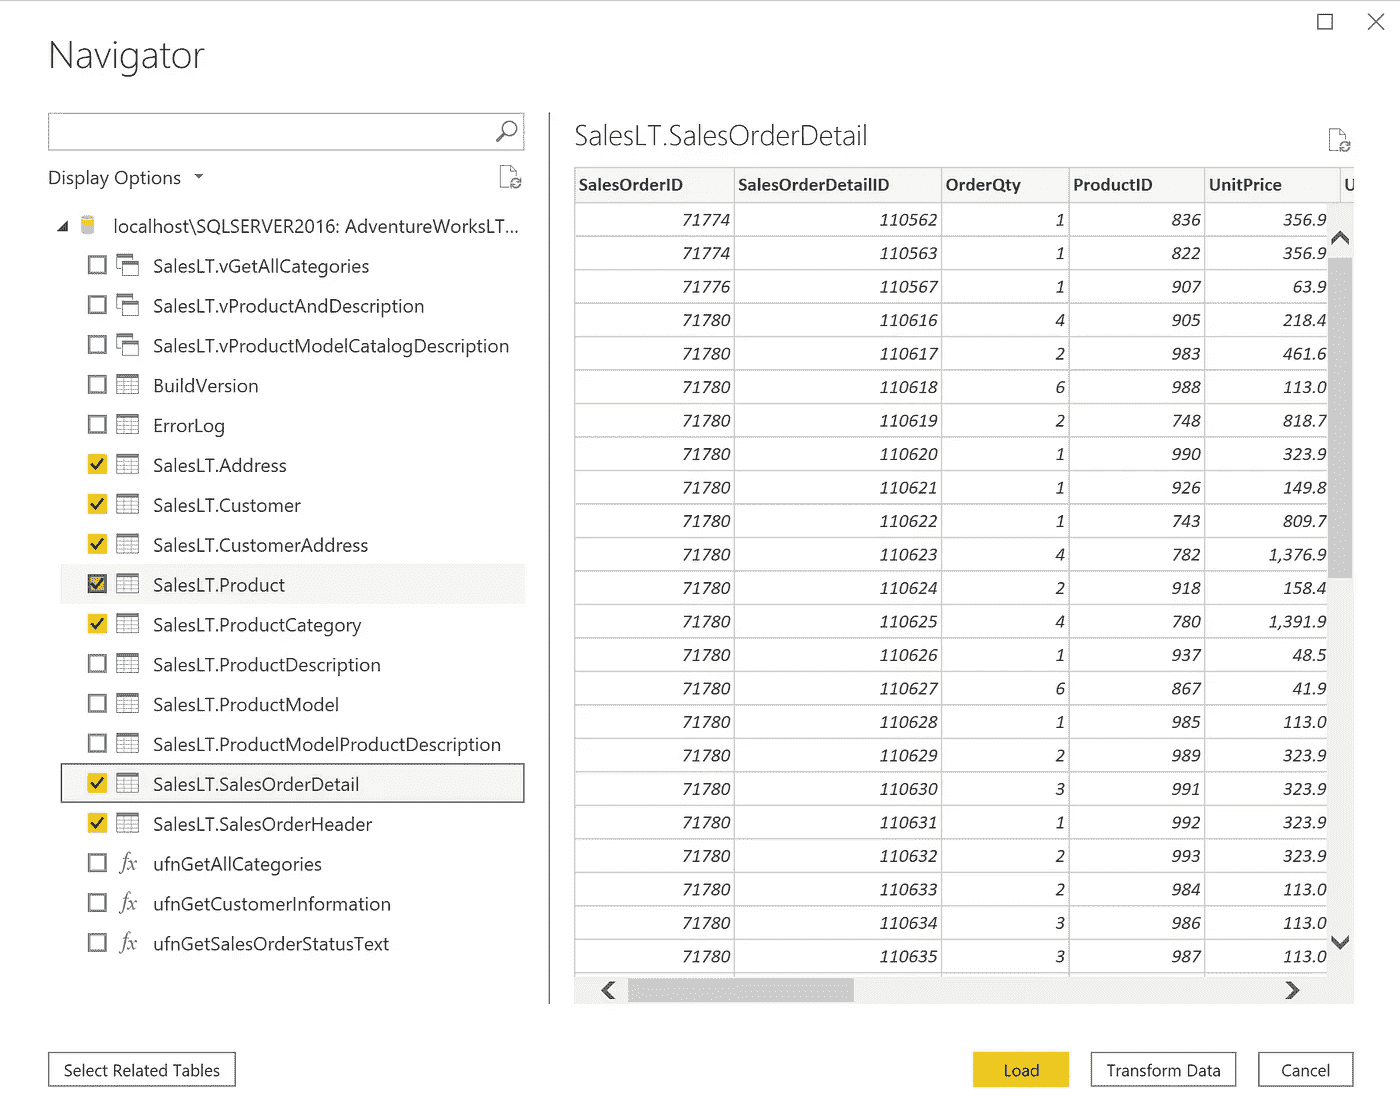 Navigator
Display Options
localhost\SQLSERVER2016: AdventureWorksLT...
SalesLT.vGetAllCategories
SalesLT.vProductAndDescription
SalesLT.vProductModelCatalogDescription
BuildVersion
ErrorLog
SalesLT.Address
SalesLT.Customer
SalesLT.CustomerAddress
SalesLT.Product
SalesLT.ProductCategory
SalesLT.ProductDescription
SalesLT.ProductModel
SalesLT.ProductModelProductDescription
SalesLT.SalesOrderDetail
SalesLT.SalesOrderHeader
fx ufnGetAllCategories
fx ufnGetCustomerInformation
fx ufnGetSalesOrderStatusText
SalesLT.SalesOrderDetail
SalesOrderID SalesOrderDetailID OrderQty ProductID UnitPrice U
71774 110562 1 836 356.9
71774 110563 1 822 356.9
71776 110567 1 907 63.9
71780 110616 4 905 218.4
71780 110617 2 983 461.6
71780 110618 6 988 113.0
71780 110619 2 748 818.7
71780 110620 1 990 323.9
71780 110621 1 926 149.8
71780 110622 1 743 809.7
71780 110623 4 782 1,376.9
71780 110624 2 918 158.4
71780 110625 4 780 1,391.9
71780 110626 1 937 48.5
71780 110627 6 867 41.9
71780 110628 1 985 113.0
71780 110629 2 989 323.9
71780 110630 3 991 323.9
71780 110631 1 992 323.9
71780 110632 2 993 323.9
71780 110633 2 984 113.0
71780 110634 3 986 113.0
71780 110635 3 987 113.0
Select Related Tables
Load
Transform Data
Cancel